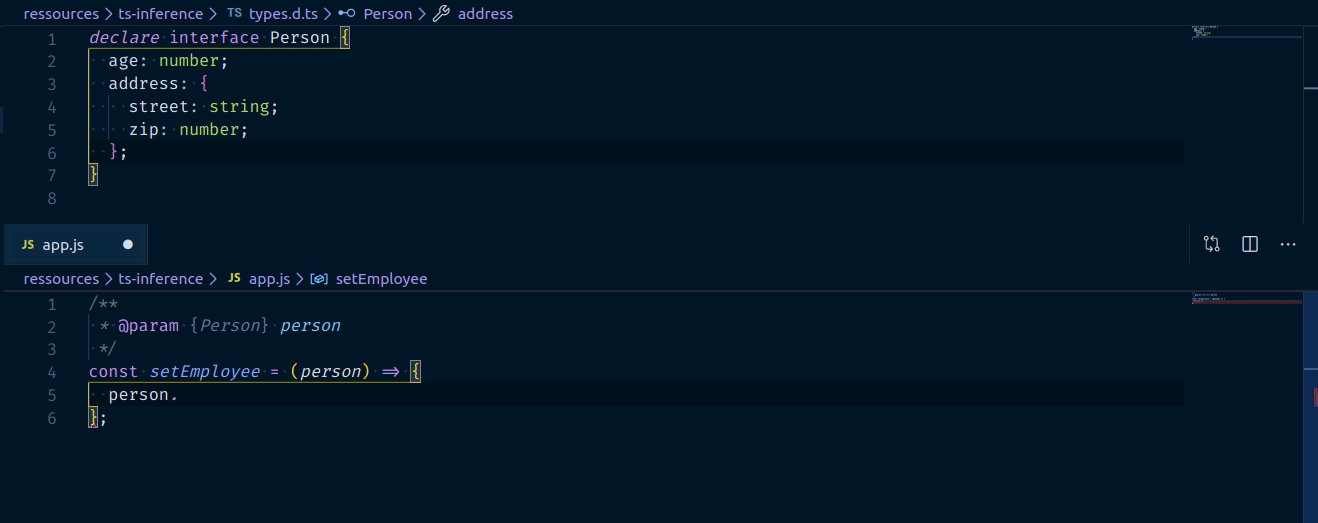 ressources > ts-inference > TS types.d.ts > Person > address
1 declare interface Person {
2 age: number;
3 address: {
4 street: string;
5 zip: number;
6 };
7 }
8
JS app.js ●
ressources > ts-inference > JS app.js > setEmployee
1 /**
2 * @param {Person} person
3 */
4 const setEmployee = (person) => {
5 person.
6 };